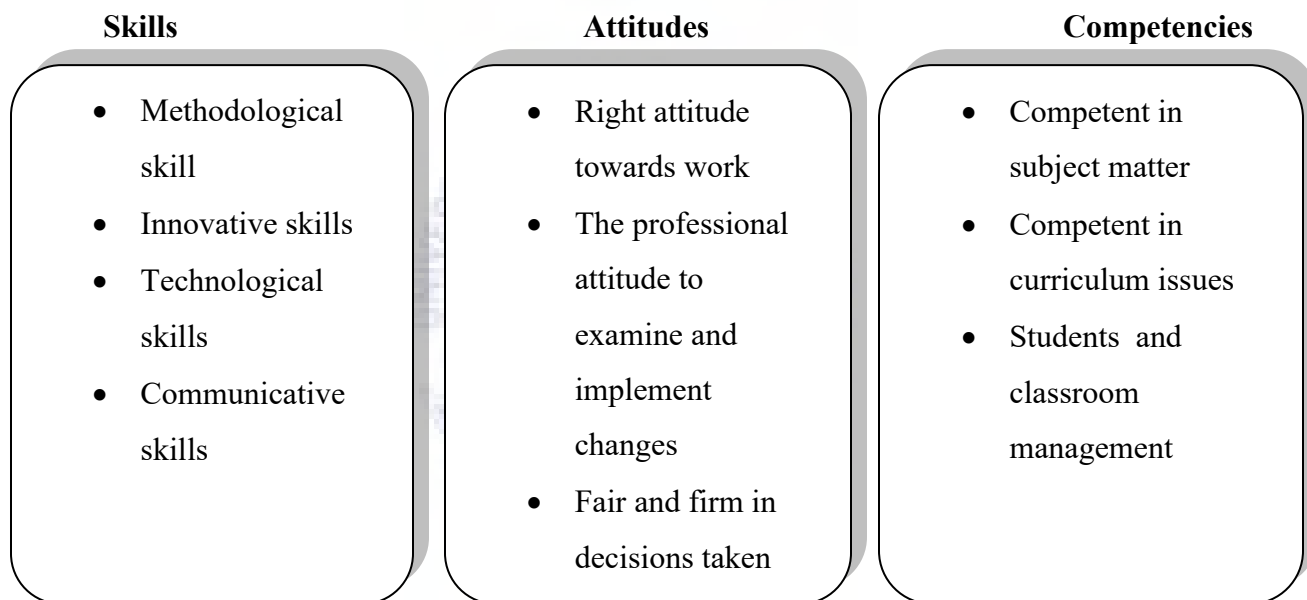 Skills
• Methodological
skill
• Innovative skills
• Technological
skills
• Communicative
skills
Attitudes
• Right attitude
towards work
• The professional
attitude to
examine and
implement
changes
• Fair and firm in
decisions taken
Competencies
• Competent in
subject matter
• Competent in
curriculum issues
• Students and
classroom
management